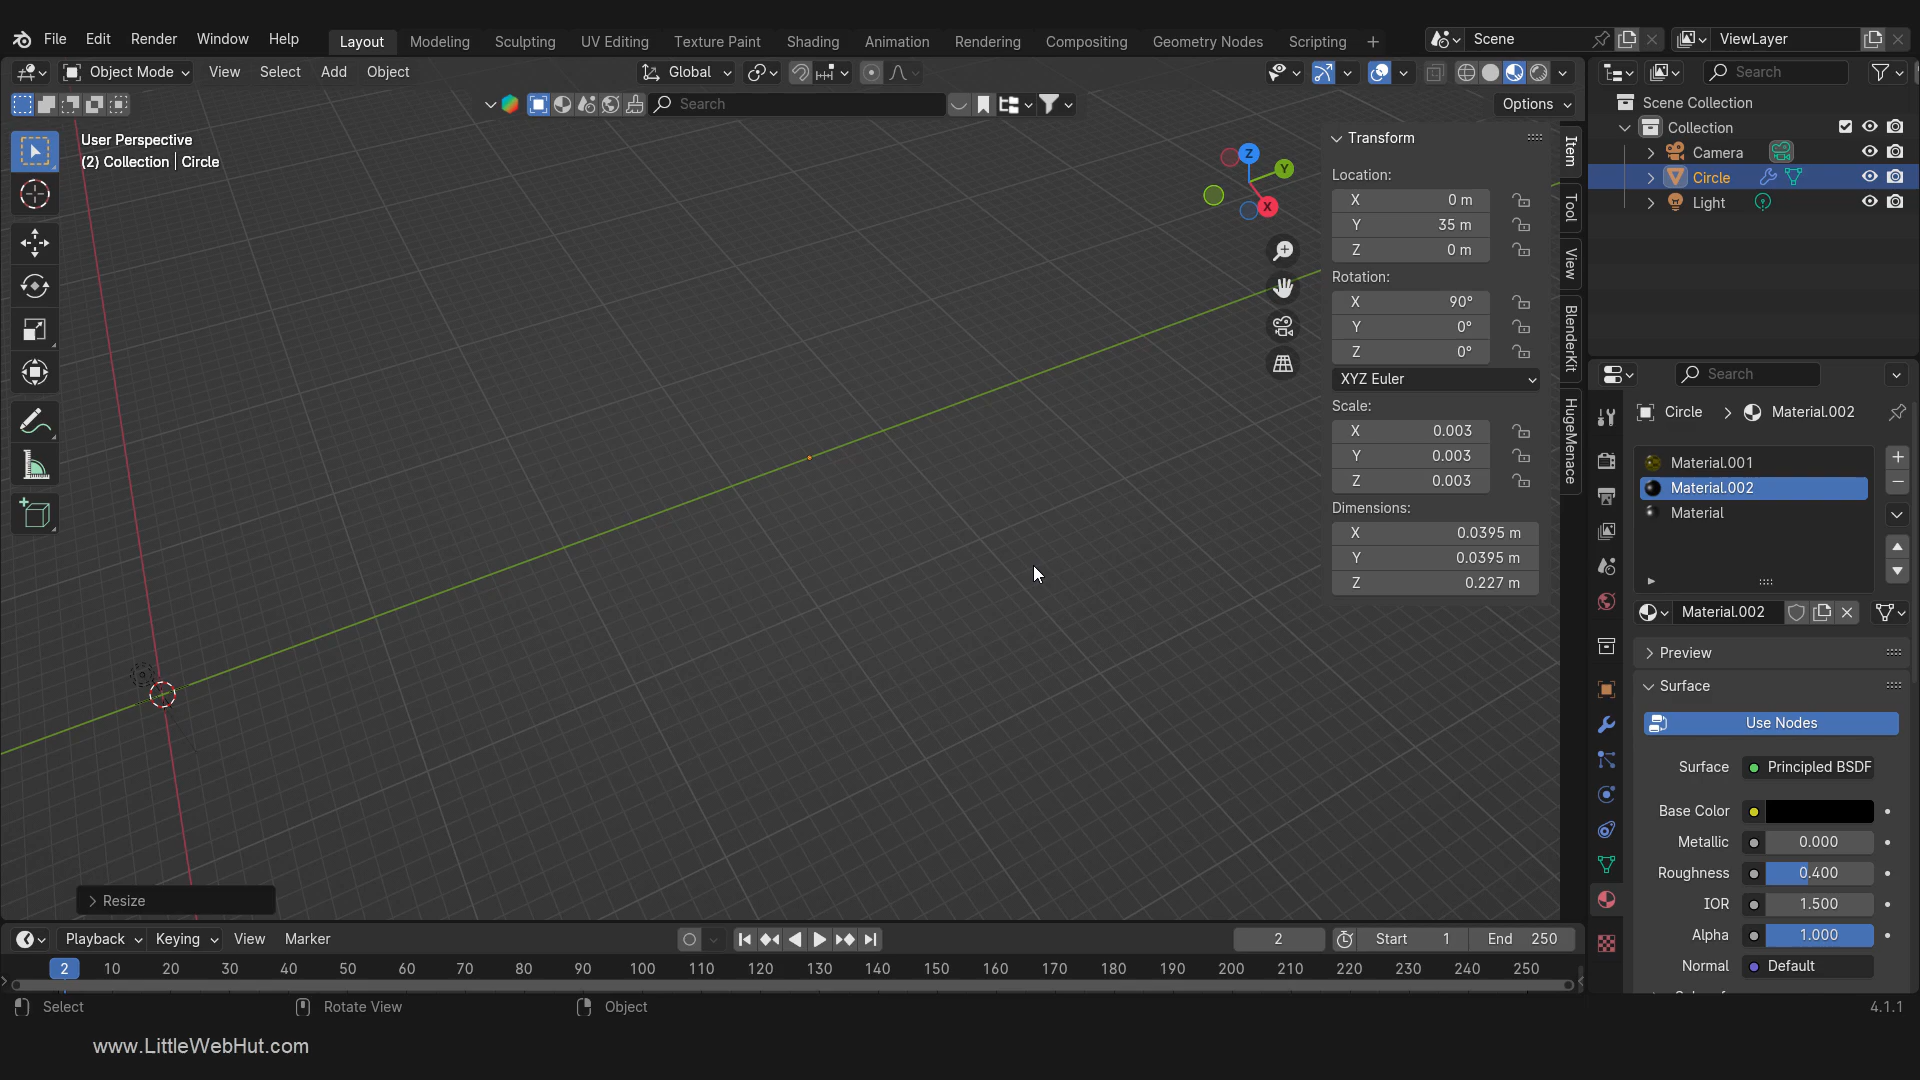 File Edit Render Window Help Layout Modeling Sculpting UV Editing Texture Paint Shading Animation Rendering Compositing Geometry Nodes Scripting + Scene ViewLayer
Object Mode View Select Add Object Global Search
Search Options
User Perspective
(2) Collection | Circle
Z
Y
X
Transform
Location:
X 0 m
Y 35 m
Z 0 m
Rotation:
X 90°
Y 0°
Z 0°
XYZ Euler
Scale:
X 0.003
Y 0.003
Z 0.003
Dimensions:
X 0.0395 m
Y 0.0395 m
Z 0.227 m
Item
Tool
View
BlenderKit
HugeMenace
Scene Collection
Collection
Camera
Circle
Light
Search
Circle > Material.002
Material.001
Material.002
Material
Material.002
Preview
Surface
Use Nodes
Surface Principled BSDF
Base Color
Metallic 0.000
Roughness 0.400
IOR 1.500
Alpha 1.000
Normal Default
Resize
Playback Keying View Marker 2 Start 1 End 250
2 10 20 30 40 50 60 70 80 90 100 110 120 130 140 150 160 170 180 190 200 210 220 230 240 250
Select Rotate View Object 4.1.1
www.LittleWebHut.com